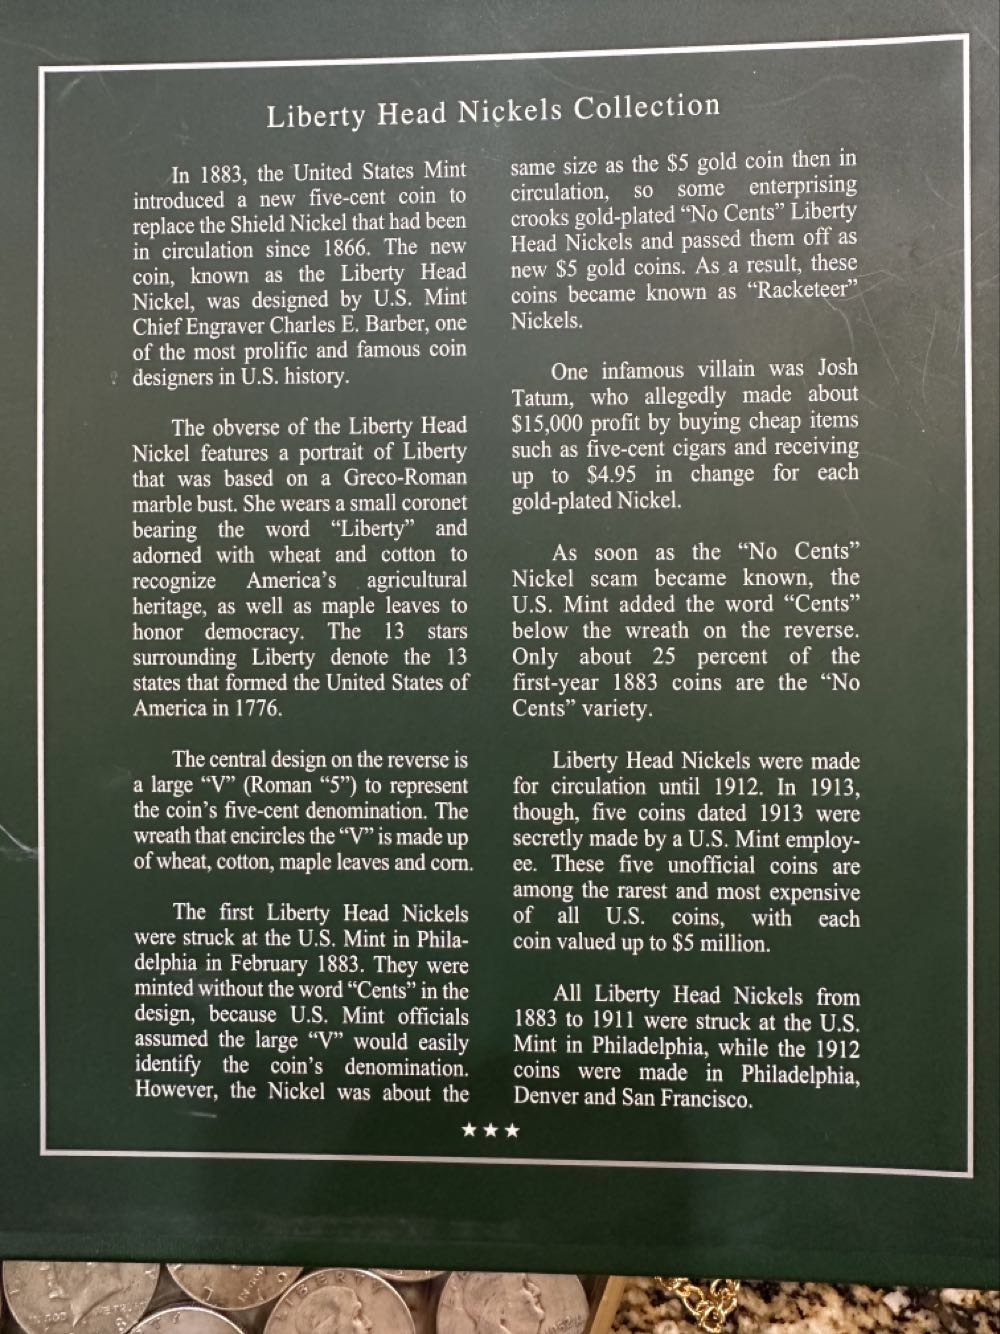 Liberty Head Nickels Collection
In 1883, the United States Mint
introduced a new five-cent coin to
replace the Shield Nickel that had been
in circulation since 1866. The new
coin, known as the Liberty Head
Nickel, was designed by U.S. Mint
Chief Engraver Charles E. Barber, one
of the most prolific and famous coin
designers in U.S. history.
The obverse of the Liberty Head
Nickel features a portrait of Liberty
that was based on a Greco-Roman
marble bust. She wears a small coronet
bearing the word “Liberty” and
adorned with wheat and cotton to
recognize America’s agricultural
heritage, as well as maple leaves to
honor democracy. The 13 stars
surrounding Liberty denote the 13
states that formed the United States of
America in 1776.
The central design on the reverse is
a large “V” (Roman “5”) to represent
the coin’s five-cent denomination. The
wreath that encircles the “V” is made up
of wheat, cotton, maple leaves and corn.
The first Liberty Head Nickels
were struck at the U.S. Mint in Phila-
delphia in February 1883. They were
minted without the word “Cents” in the
design, because U.S. Mint officials
assumed the large “V” would easily
identify the coin’s denomination.
However, the Nickel was about the
same size as the $5 gold coin then in
circulation, so some enterprising
crooks gold-plated “No Cents” Liberty
Head Nickels and passed them off as
new $5 gold coins. As a result, these
coins became known as “Racketeer”
Nickels.
One infamous villain was Josh
Tatum, who allegedly made about
$15,000 profit by buying cheap items
such as five-cent cigars and receiving
up to $4.95 in change for each
gold-plated Nickel.
As soon as the “No Cents”
Nickel scam became known, the
U.S. Mint added the word “Cents”
below the wreath on the reverse.
Only about 25 percent of the
first-year 1883 coins are the “No
Cents” variety.
Liberty Head Nickels were made
for circulation until 1912. In 1913,
though, five coins dated 1913 were
secretly made by a U.S. Mint employ-
ee. These five unofficial coins are
among the rarest and most expensive
of all U.S. coins, with each
coin valued up to $5 million.
All Liberty Head Nickels from
1883 to 1911 were struck at the U.S.
Mint in Philadelphia, while the 1912
coins were made in Philadelphia,
Denver and San Francisco.
★★★
LIBERTY